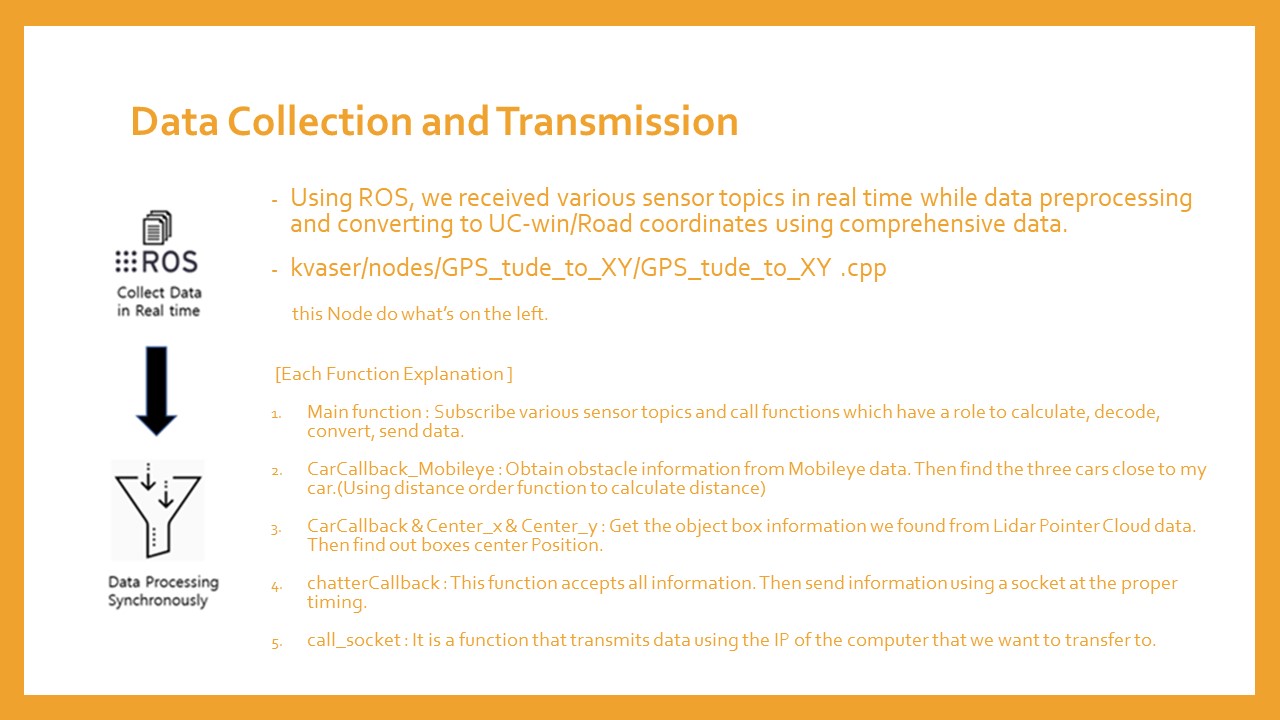 Data Collection and Transmission
- Using ROS, we received various sensor topics in real time while data preprocessing
and converting to UC-win/Road coordinates using comprehensive data.
- kvaser/nodes/GPS_tude_to_XY/GPS_tude_to_XY .cpp
this Node do what's on the left.
[Each Function Explanation ]
1. Main function : Subscribe various sensor topics and call functions which have a role to calculate, decode,
convert, send data.
2. CarCallback_Mobileye : Obtain obstacle information from Mobileye data. Then find the three cars close to my
car.(Using distance order function to calculate distance)
3. CarCallback & Center_x & Center_y : Get the object box information we found from Lidar Pointer Cloud data.
Then find out boxes center Position.
4. chatterCallback : This function accepts all information. Then send information using a socket at the proper
timing.
5. call_socket : It is a function that transmits data using the IP of the computer that we want to transfer to.
ROS
Collect Data
in Real time
Data Processing
Synchronously